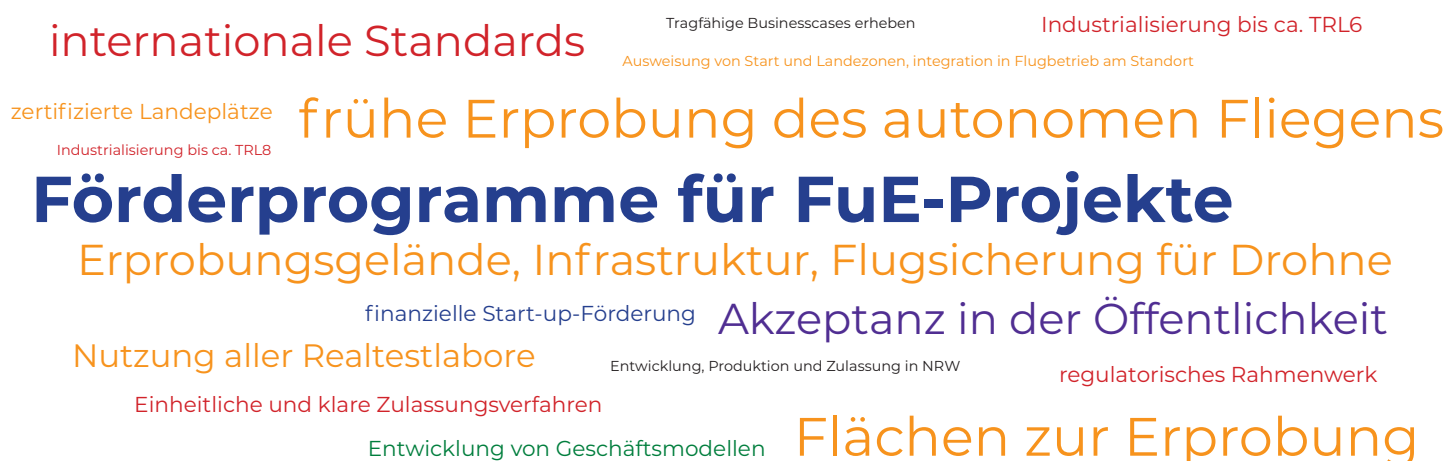 internationale Standards
Tragfähige Businesscases erheben
Industrialisierung bis ca. TRL6
Ausweisung von Start und Landezonen, integration in Flugbetrieb am Standort
zertifizierte Landeplätze
frühe Erprobung des autonomen Fliegens
Industrialisierung bis ca. TRL8
Förderprogramme für FuE-Projekte
Erprobungsgelände, Infrastruktur, Flugsicherung für Drohne
finanzielle Start-up-Förderung
Akzeptanz in der Öffentlichkeit
Nutzung aller Realtestlabore
Entwicklung, Produktion und Zulassung in NRW
regulatorisches Rahmenwerk
Einheitliche und klare Zulassungsverfahren
Entwicklung von Geschäftsmodellen
Flächen zur Erprobung